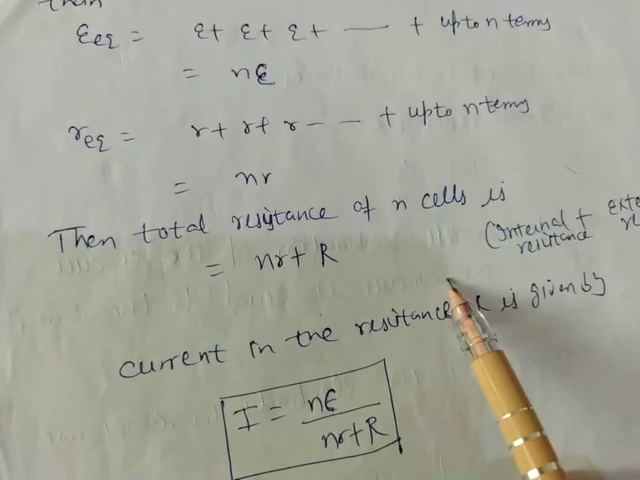 then
εeq = ε+ ε+ ε+ — + upto n terms
= nε
req = r+ r+ r - - + upto n terms
= nr
Then total resistance of n cells is
= nr + R
(internal +
resistance
current in the resistance R is given by
I = nε / nr+R